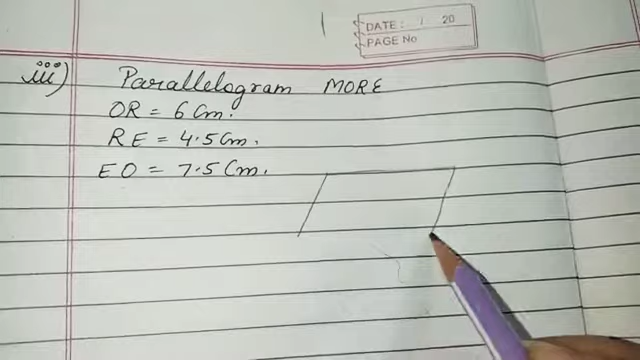 DATE: / 20
PAGE No
iii) Parallelogram MORE
OR = 6 Cm.
RE = 4.5 Cm.
EO = 7.5 Cm.